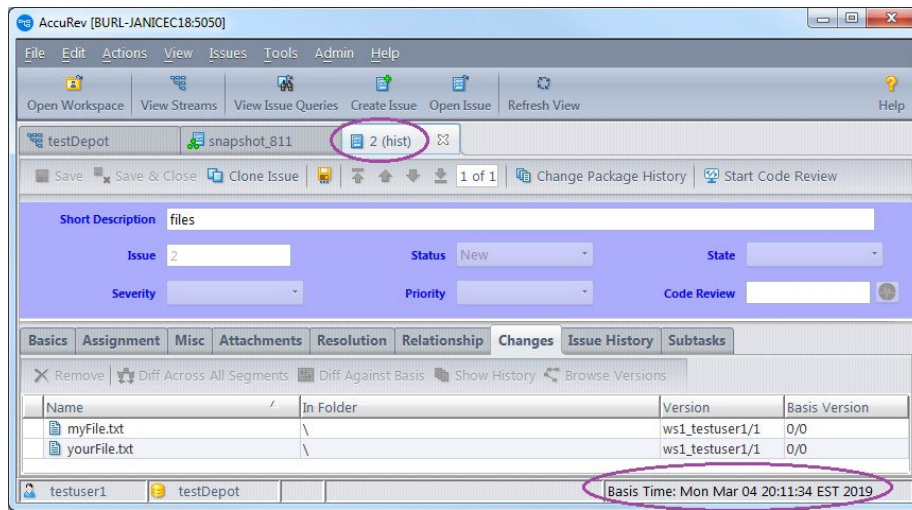 AccuRev [BURL-JANICEC18:5050]
File Edit Actions View Issues Tools Admin Help
Open Workspace View Streams View Issue Queries Create Issue Open Issue Refresh View Help
testDepot snapshot_811 2 (hist)
Save Save & Close Clone Issue 1 of 1 Change Package History Start Code Review
Short Description files
Issue 2 Status New State
Severity Priority Code Review
Basics Assignment Misc Attachments Resolution Relationship Changes Issue History Subtasks
Remove Diff Across All Segments Diff Against Basis Show History Browse Versions
Name In Folder Version Basis Version
myFile.txt \ ws1_testuser1/1 0/0
yourFile.txt \ ws1_testuser1/1 0/0
testuser1 testDepot Basis Time: Mon Mar 04 20:11:34 EST 2019